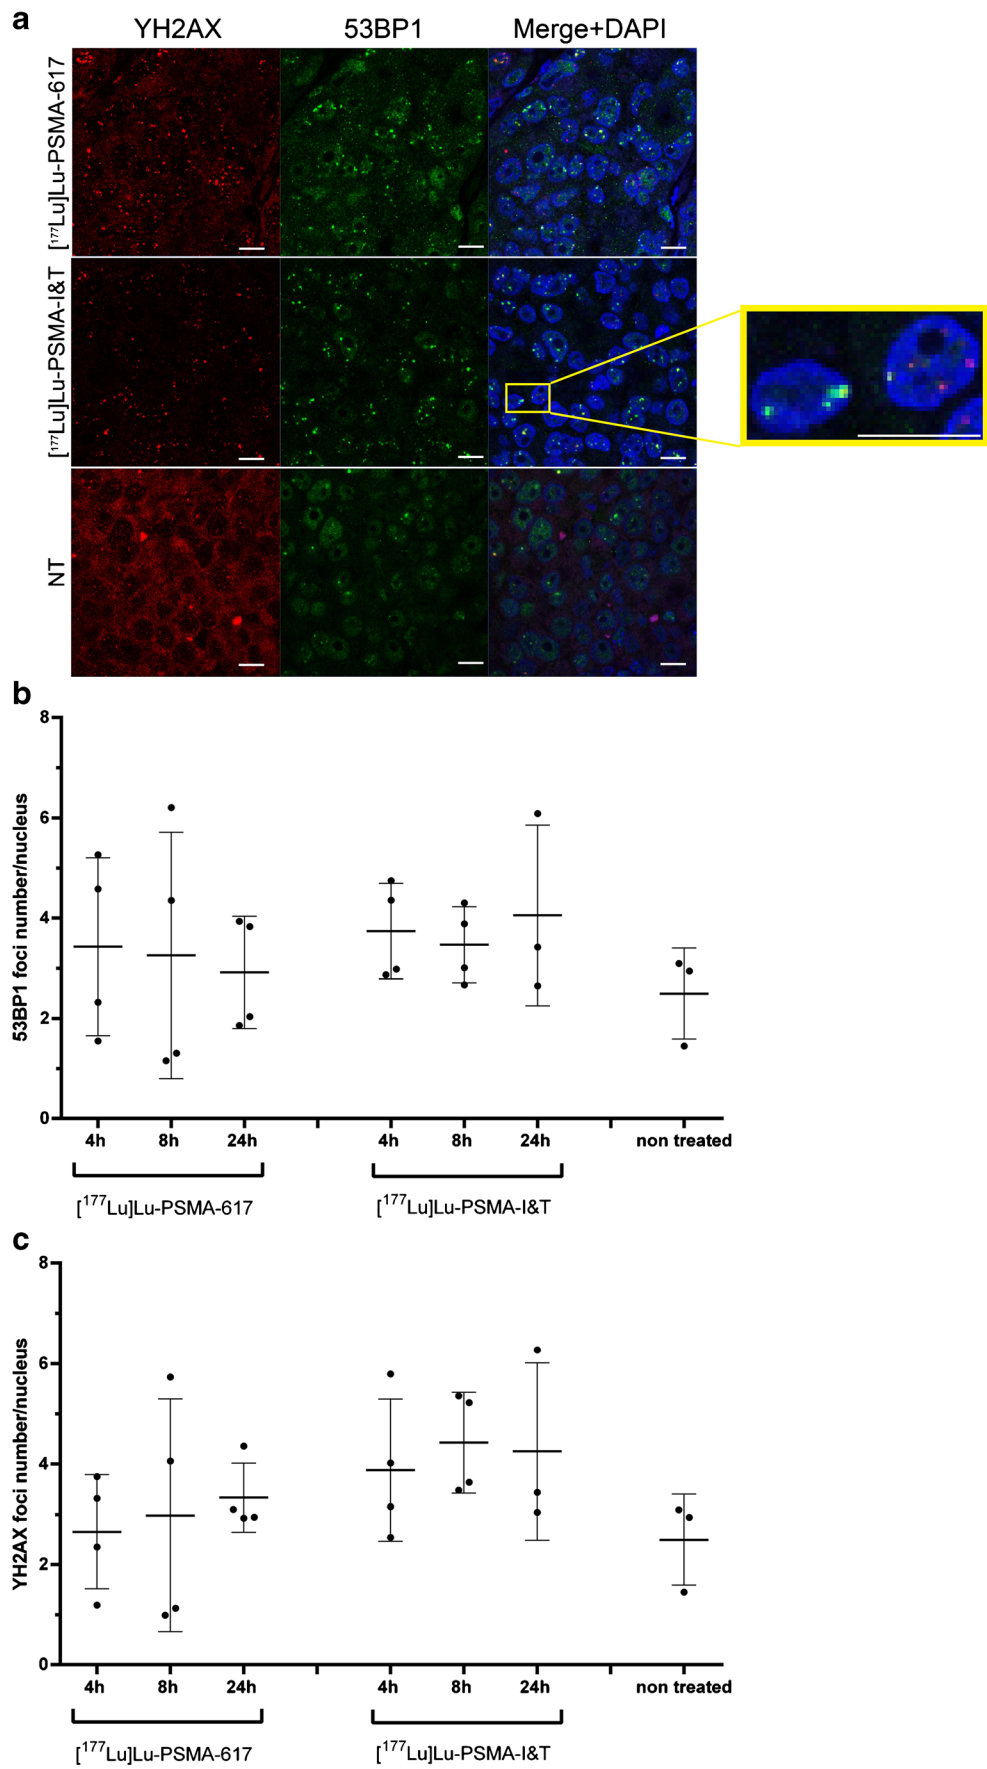 a
YH2AX 53BP1 Merge+DAPI
[¹⁷⁷Lu]Lu-PSMA-617
[¹⁷⁷Lu]Lu-PSMA-I&T
NT
b
53BP1 foci number/nucleus
8
6
4
2
0
4h 8h 24h 4h 8h 24h non treated
[¹⁷⁷Lu]Lu-PSMA-617 [¹⁷⁷Lu]Lu-PSMA-I&T
c
YH2AX foci number/nucleus
8
6
4
2
0
4h 8h 24h 4h 8h 24h non treated
[¹⁷⁷Lu]Lu-PSMA-617 [¹⁷⁷Lu]Lu-PSMA-I&T